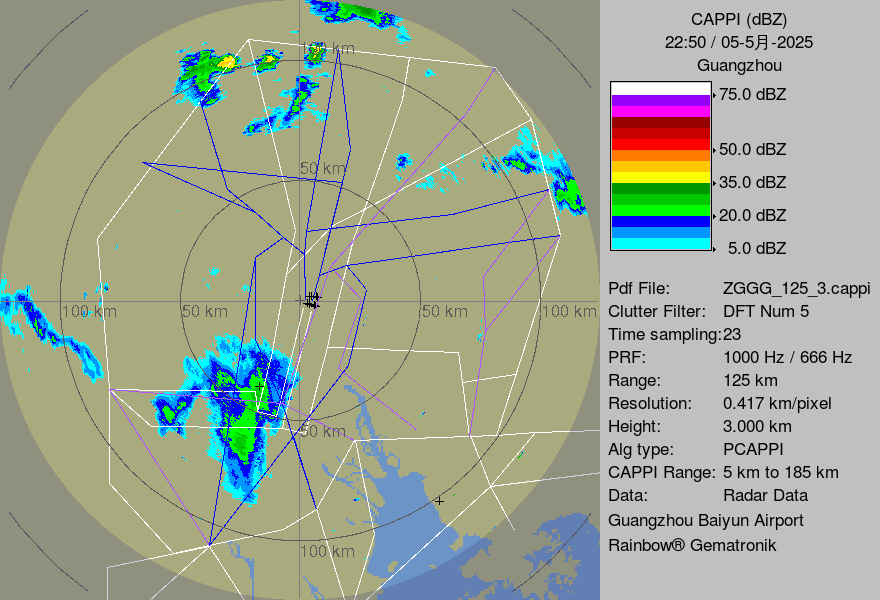 CAPPI (dBZ)
22:50 / 05-5月-2025
Guangzhou
75.0 dBZ
50.0 dBZ
35.0 dBZ
20.0 dBZ
5.0 dBZ
Pdf File: ZGGG_125_3.cappi
Clutter Filter: DFT Num 5
Time sampling:23
PRF: 1000 Hz / 666 Hz
Range: 125 km
Resolution: 0.417 km/pixel
Height: 3.000 km
Alg type: PCAPPI
CAPPI Range: 5 km to 185 km
Data: Radar Data
Guangzhou Baiyun Airport
Rainbow® Gematronik
100 km
50 km
100 km
50 km
50 km
100 km
50 km
100 km